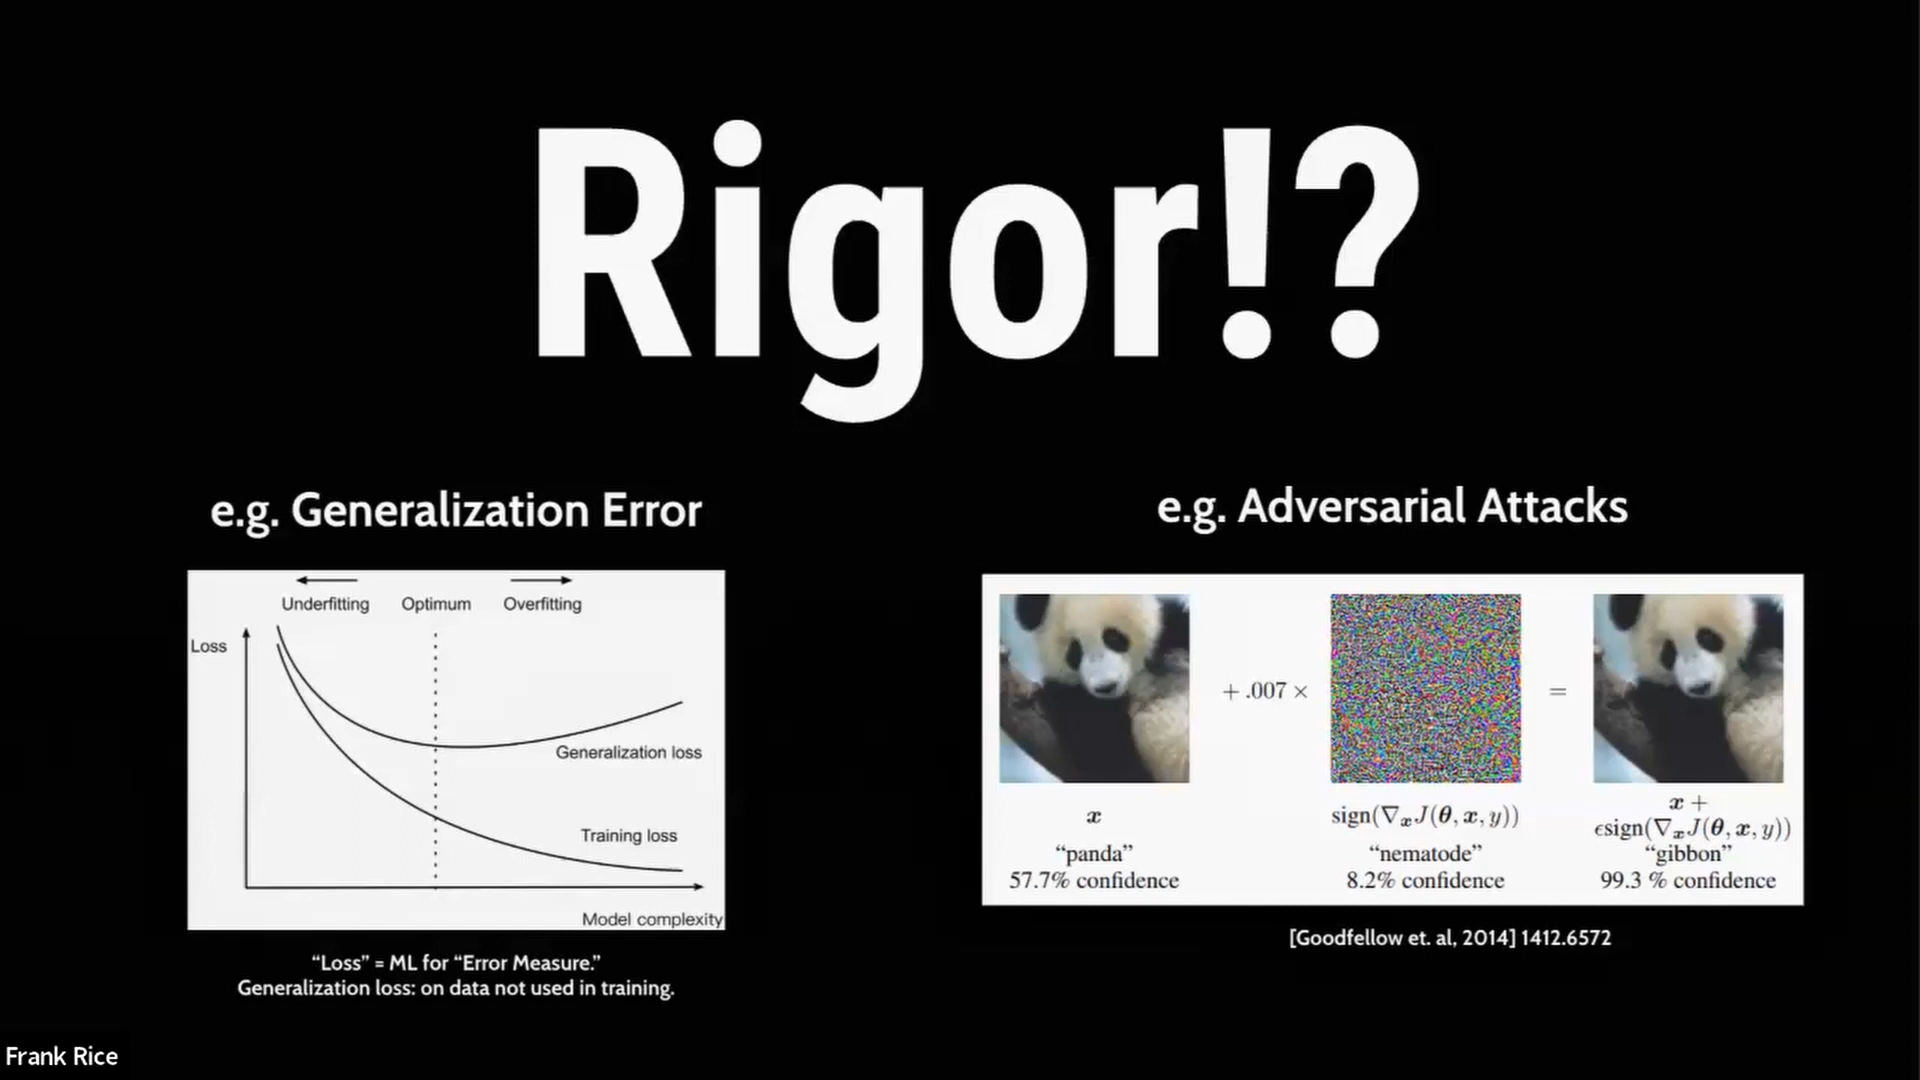 Rigor!?
e.g. Generalization Error
Underfitting Optimum Overfitting
Loss
Generalization loss
Training loss
Model complexity
“Loss” = ML for “Error Measure.”
Generalization loss: on data not used in training.
e.g. Adversarial Attacks
+ .007 ×
=
x
“panda”
57.7% confidence
sign(∇ₓJ(θ, x, y))
“nematode”
8.2% confidence
x +
ϵsign(∇ₓJ(θ, x, y))
“gibbon”
99.3 % confidence
[Goodfellow et. al, 2014] 1412.6572
Frank Rice